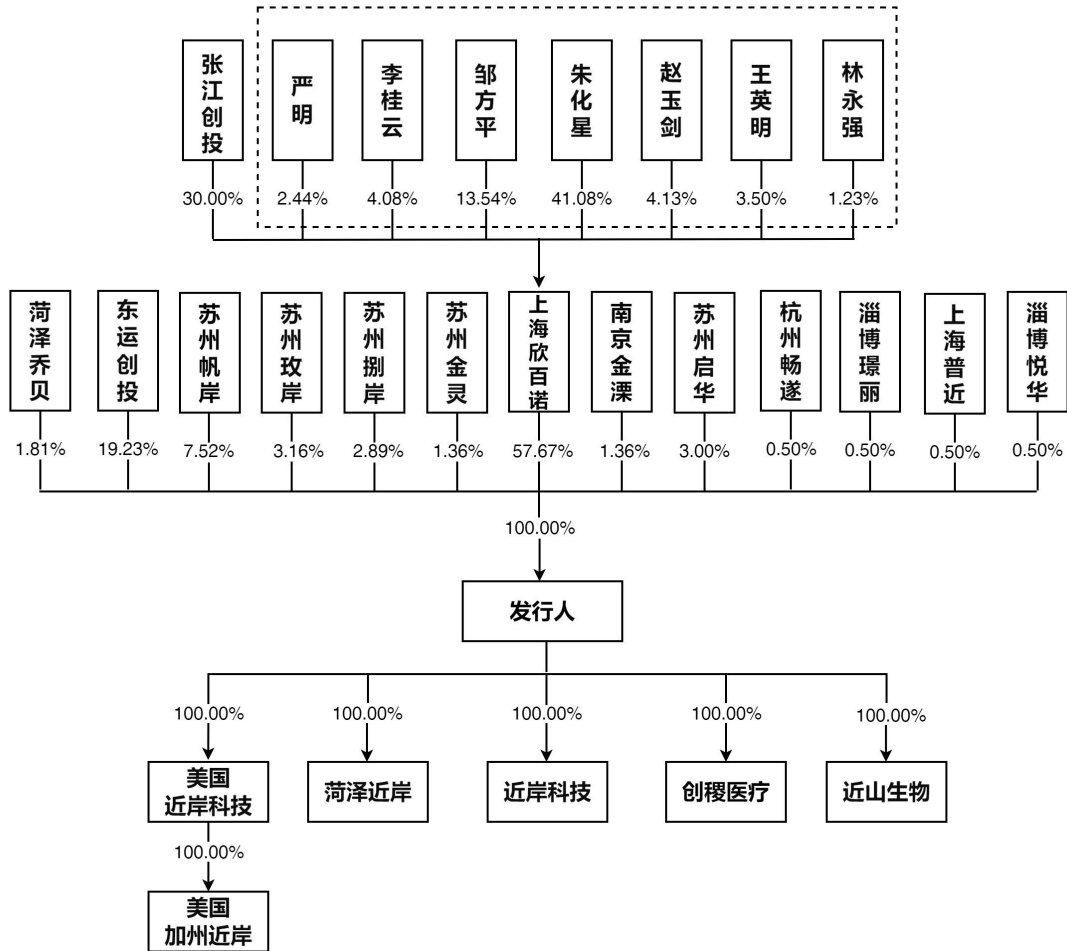 张江创投
严明
李桂云
邹方平
朱化星
赵玉剑
王英明
林永强
30.00%
2.44%
4.08%
13.54%
41.08%
4.13%
3.50%
1.23%
菏泽乔贝
东运创投
苏州帆岸
苏州玫岸
苏州捌岸
苏州金灵
上海欣百诺
南京金溧
苏州启华
杭州畅遂
淄博璟丽
上海普近
淄博悦华
1.81%
19.23%
7.52%
3.16%
2.89%
1.36%
57.67%
1.36%
3.00%
0.50%
0.50%
0.50%
0.50%
100.00%
发行人
100.00%
100.00%
100.00%
100.00%
100.00%
美国
近岸科技
菏泽近岸
近岸科技
创稷医疗
近山生物
100.00%
美国
加州近岸